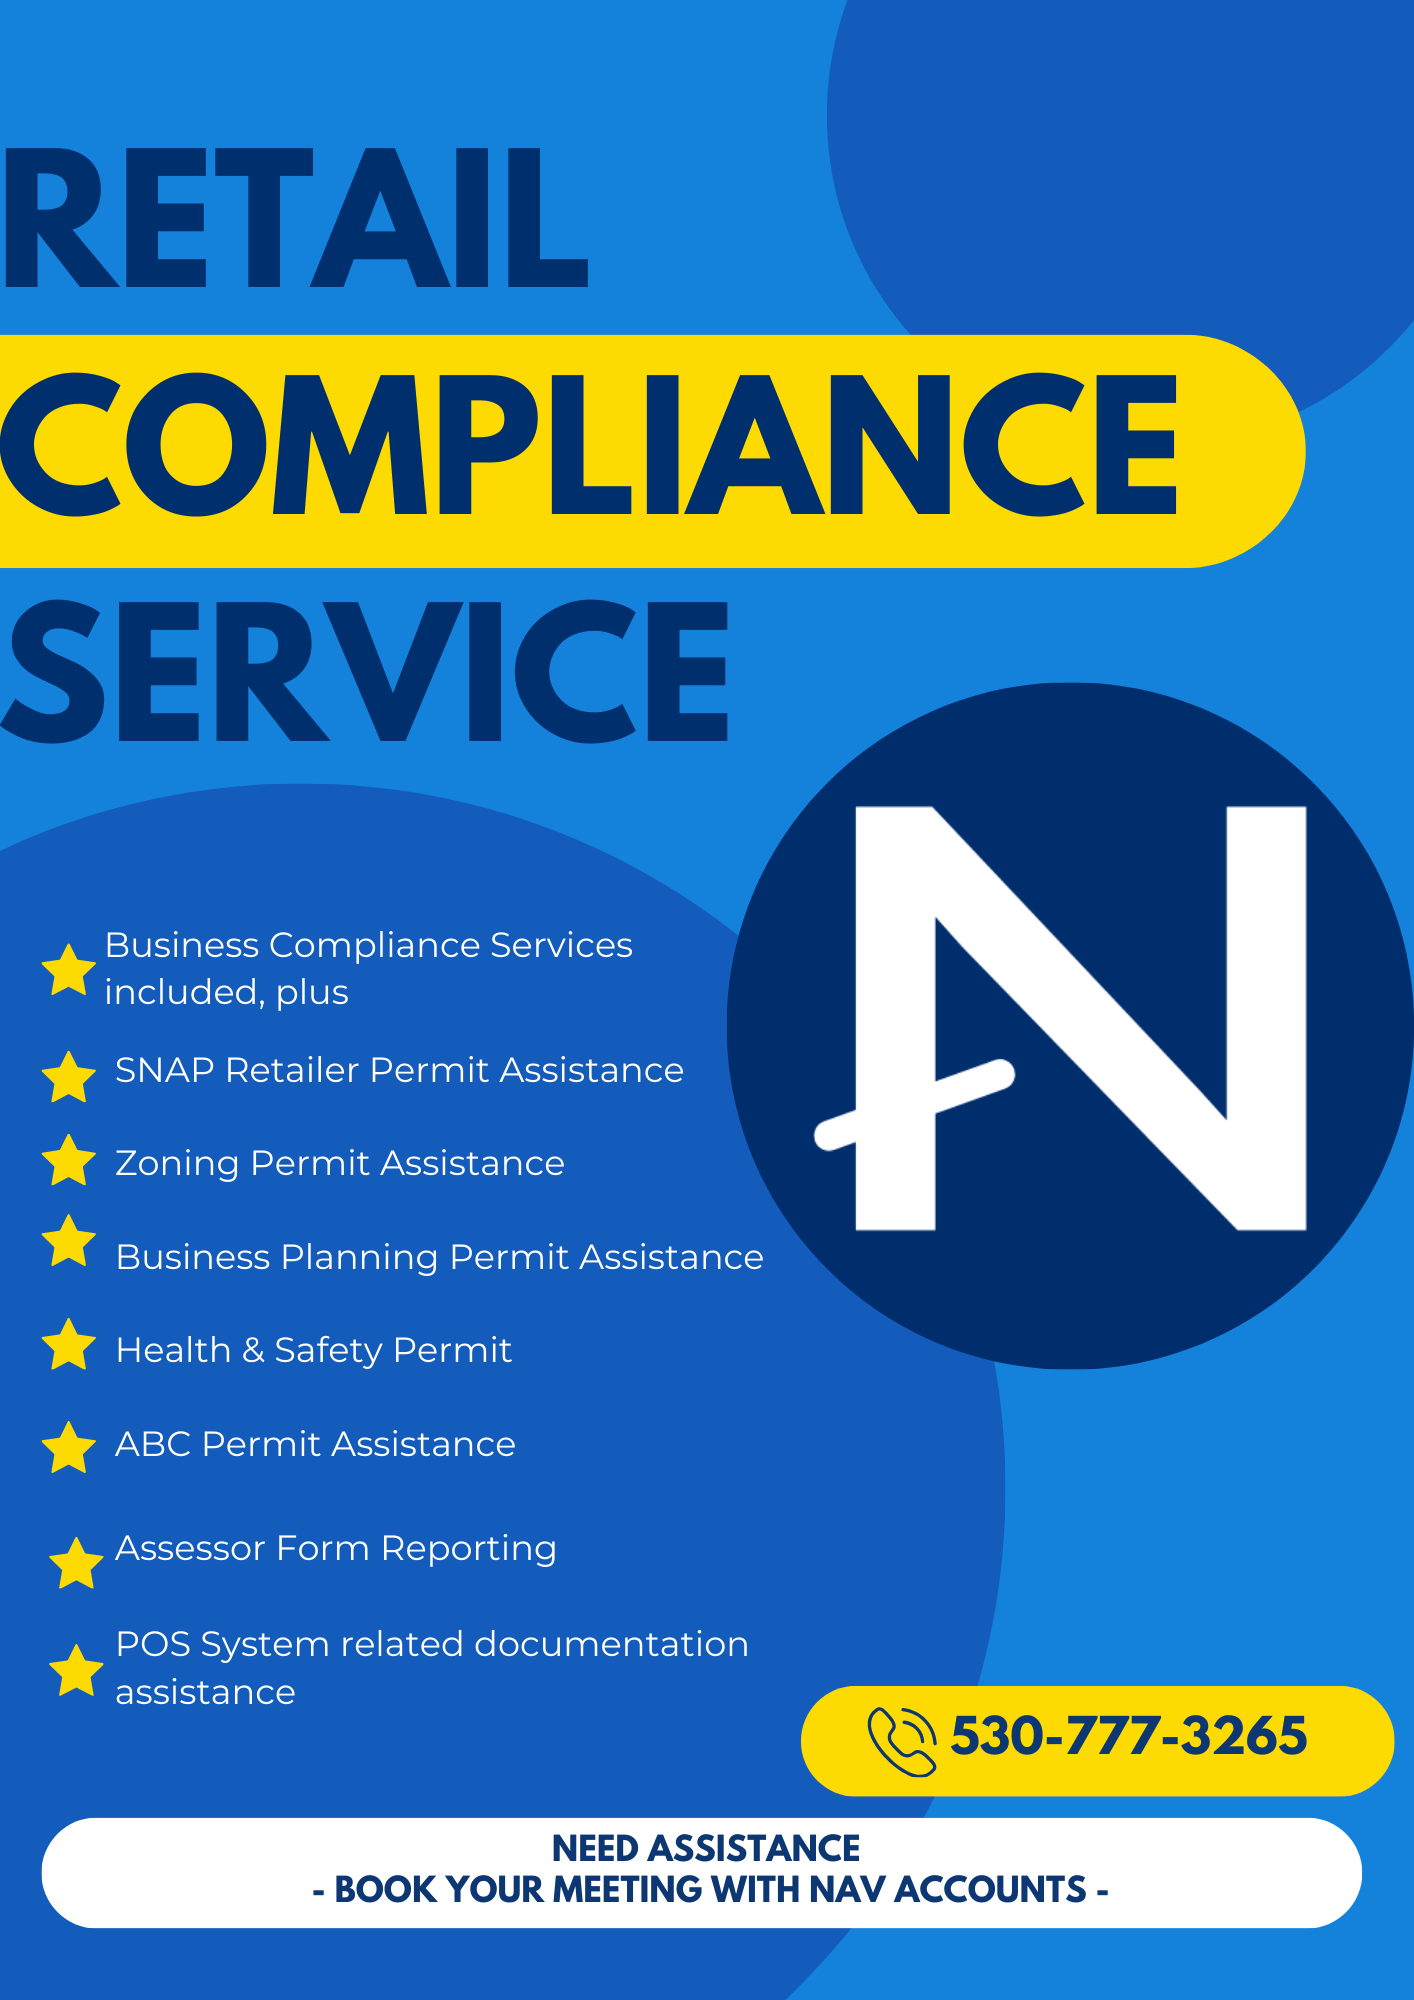 RETAIL
COMPLIANCE
SERVICE
N
Business Compliance Services
included, plus
SNAP Retailer Permit Assistance
Zoning Permit Assistance
Business Planning Permit Assistance
Health & Safety Permit
ABC Permit Assistance
Assessor Form Reporting
POS System related documentation
assistance
530-777-3265
NEED ASSISTANCE
- BOOK YOUR MEETING WITH NAV ACCOUNTS -